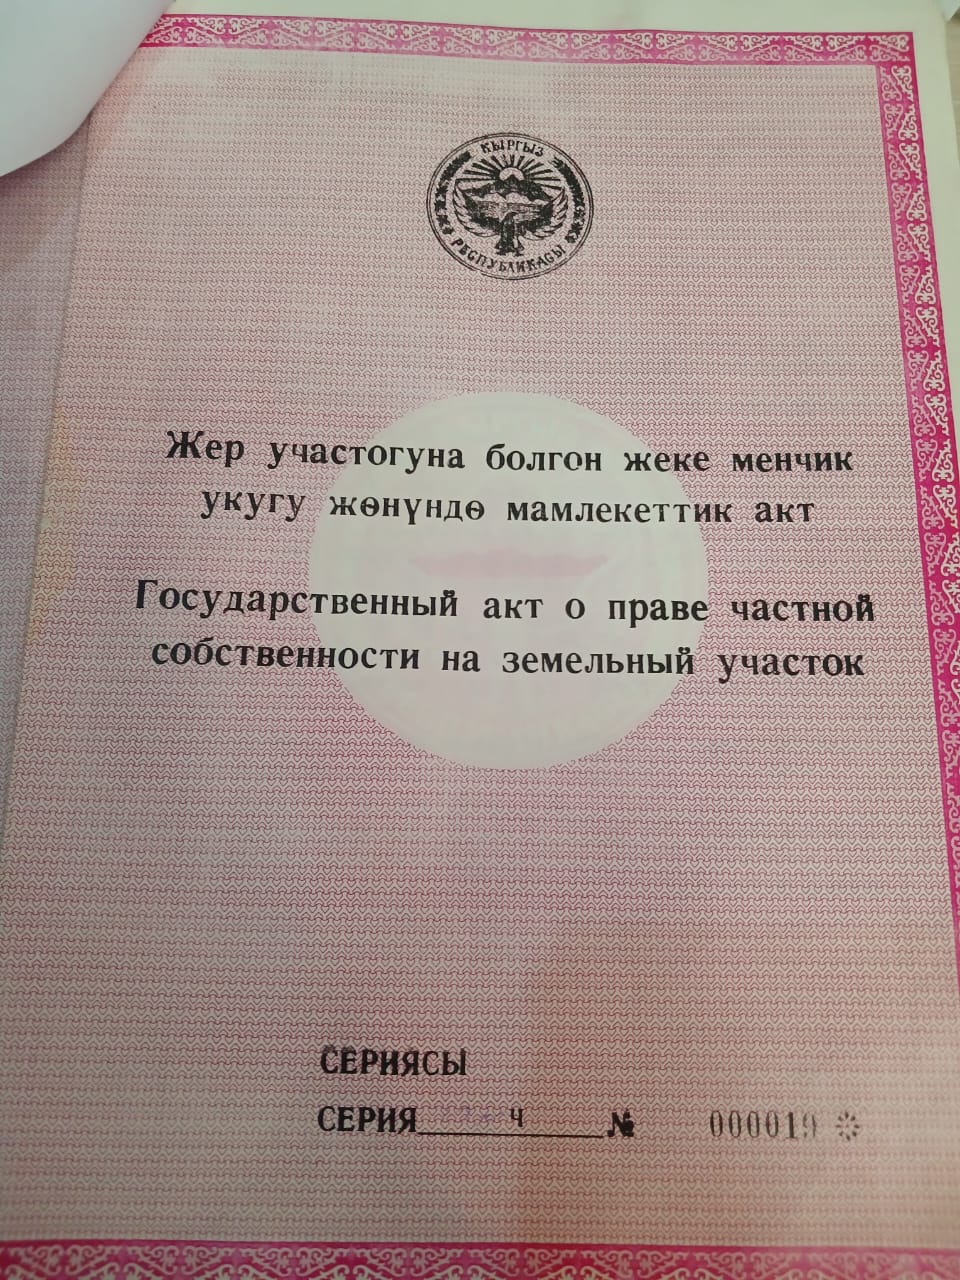 КЫРГЫЗ
РЕСПУБЛИКАСЫ
Жер участогуна болгон жеке менчик
укугу жөнүндө мамлекеттик акт
Государственный акт о праве частной
собственности на земельный участок
СЕРИЯСЫ
СЕРИЯ Ч № 000019